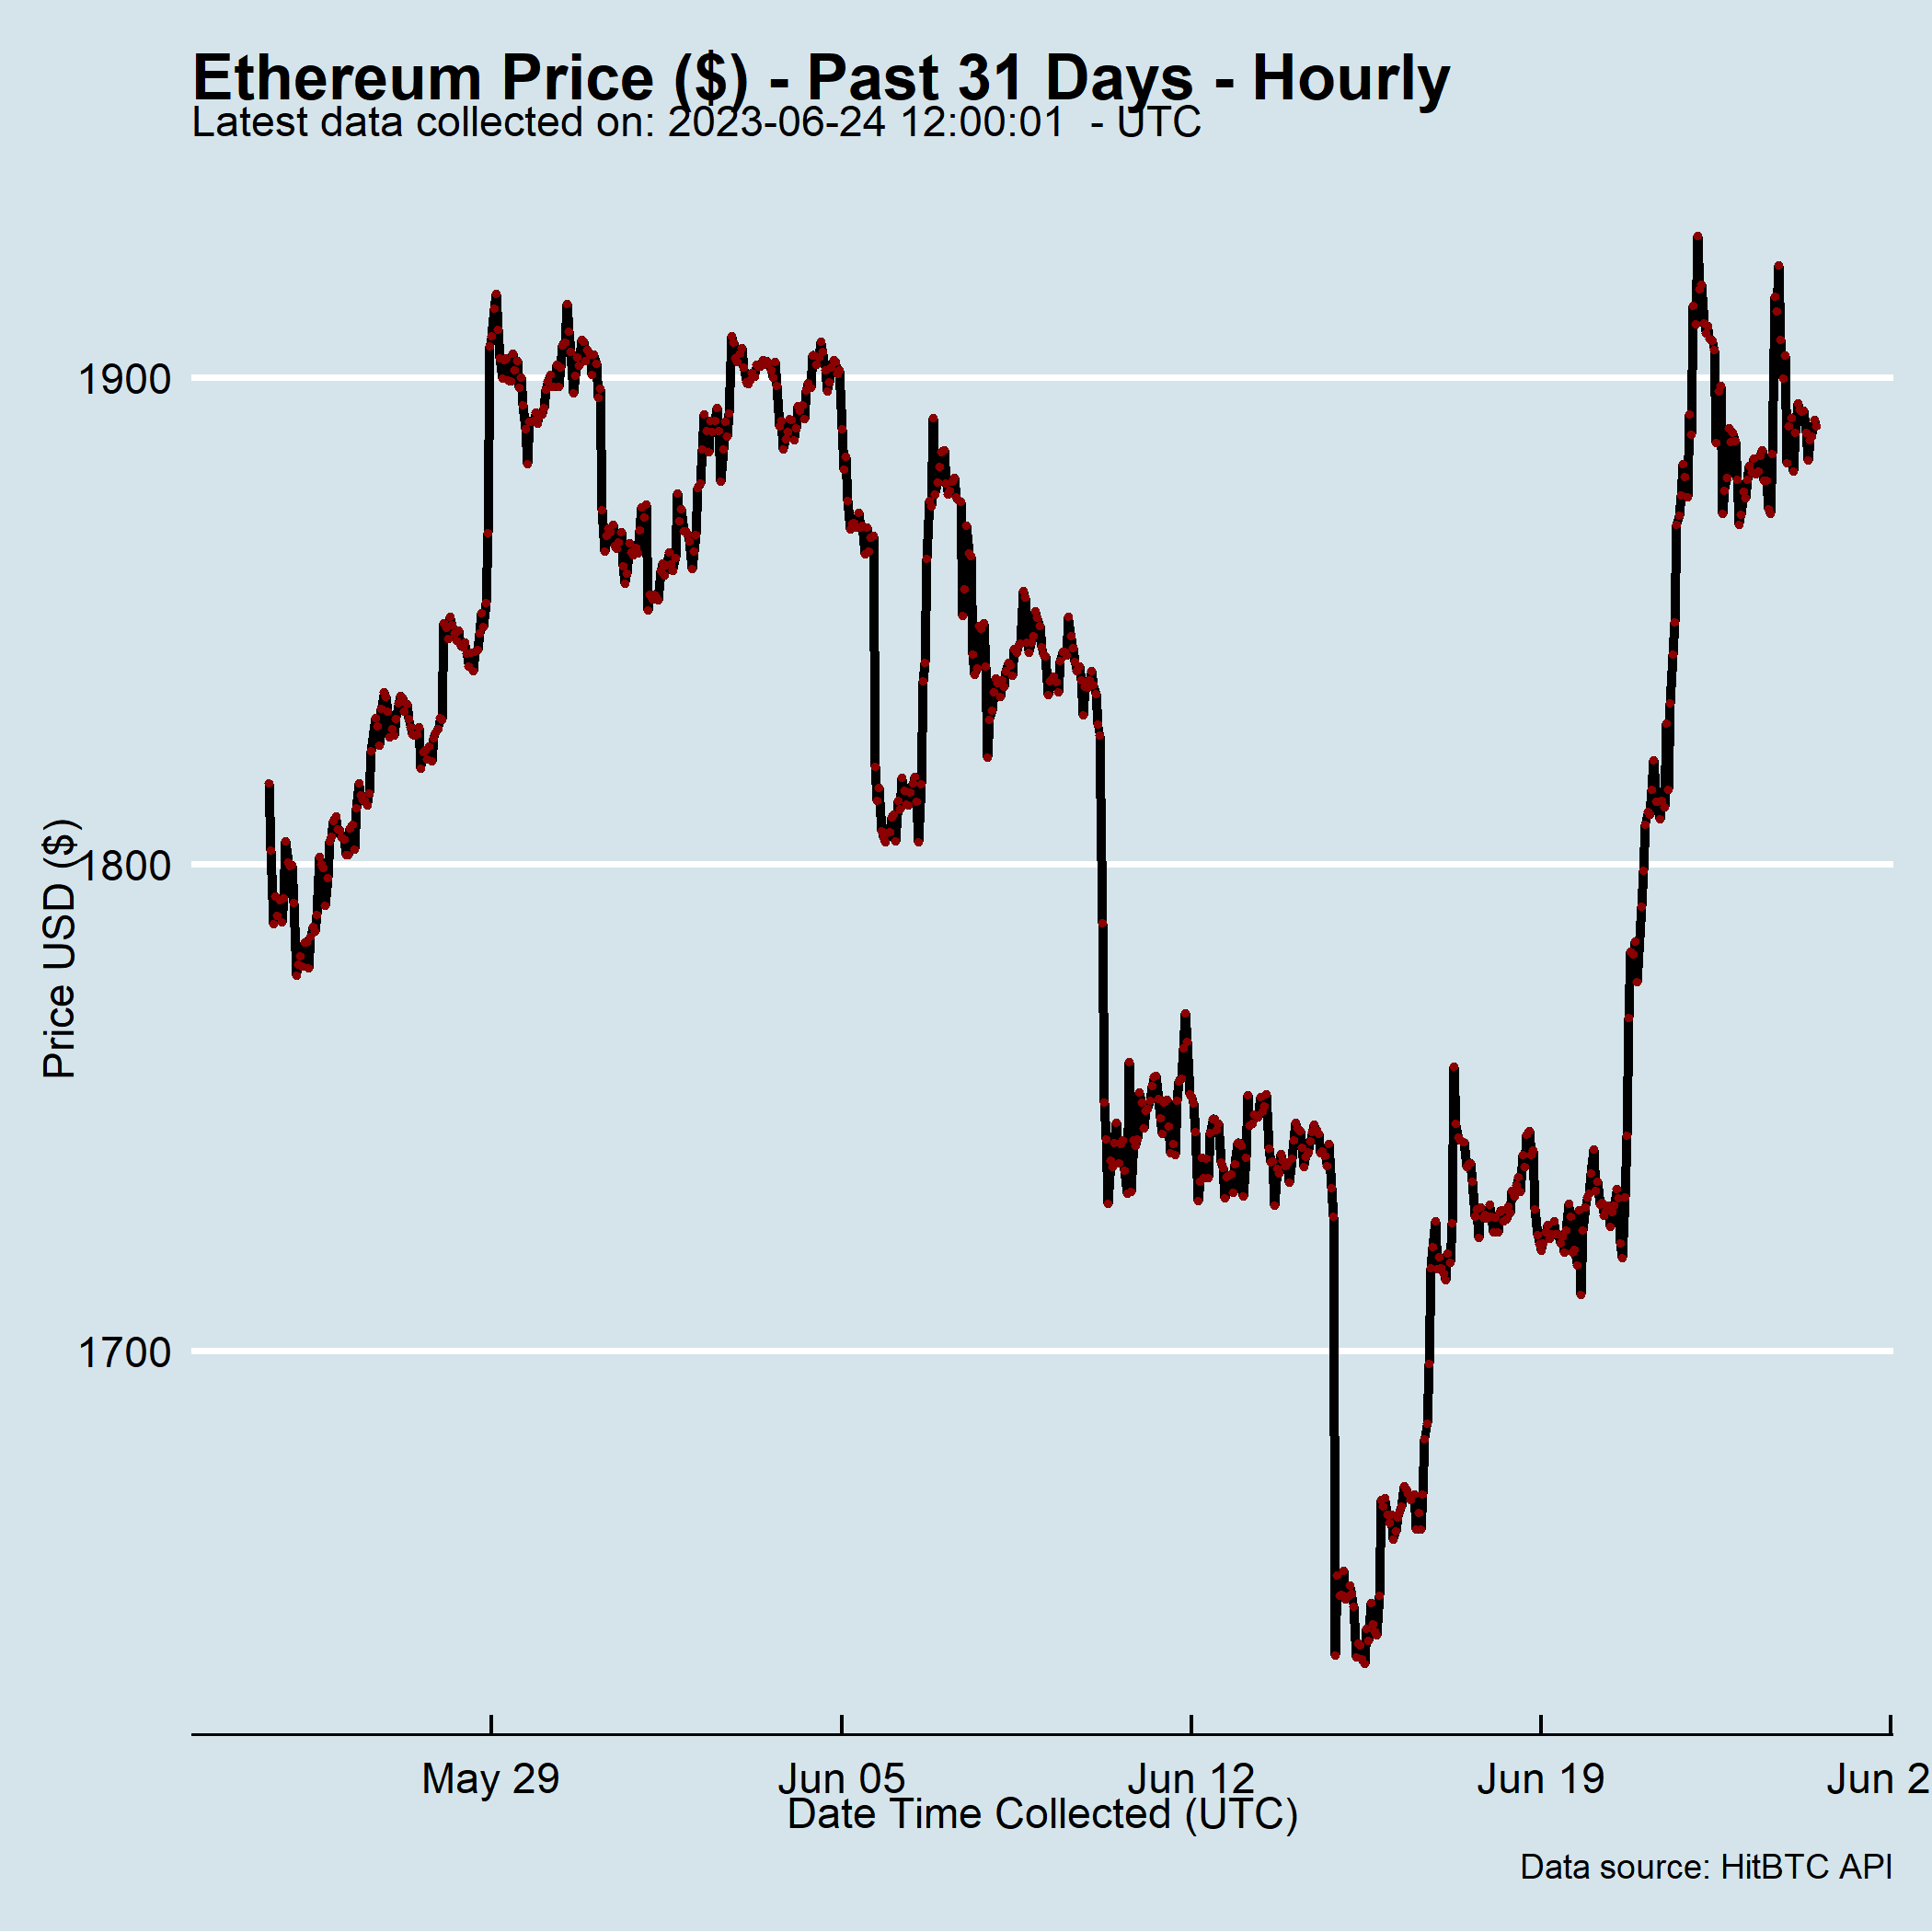 Ethereum Price ($) - Past 31 Days - Hourly
Latest data collected on: 2023-06-24 12:00:01  - UTC
Price USD ($)
1900
1800
1700
May 29
Jun 05
Jun 12
Jun 19
Jun 2
Date Time Collected (UTC)
Data source: HitBTC API